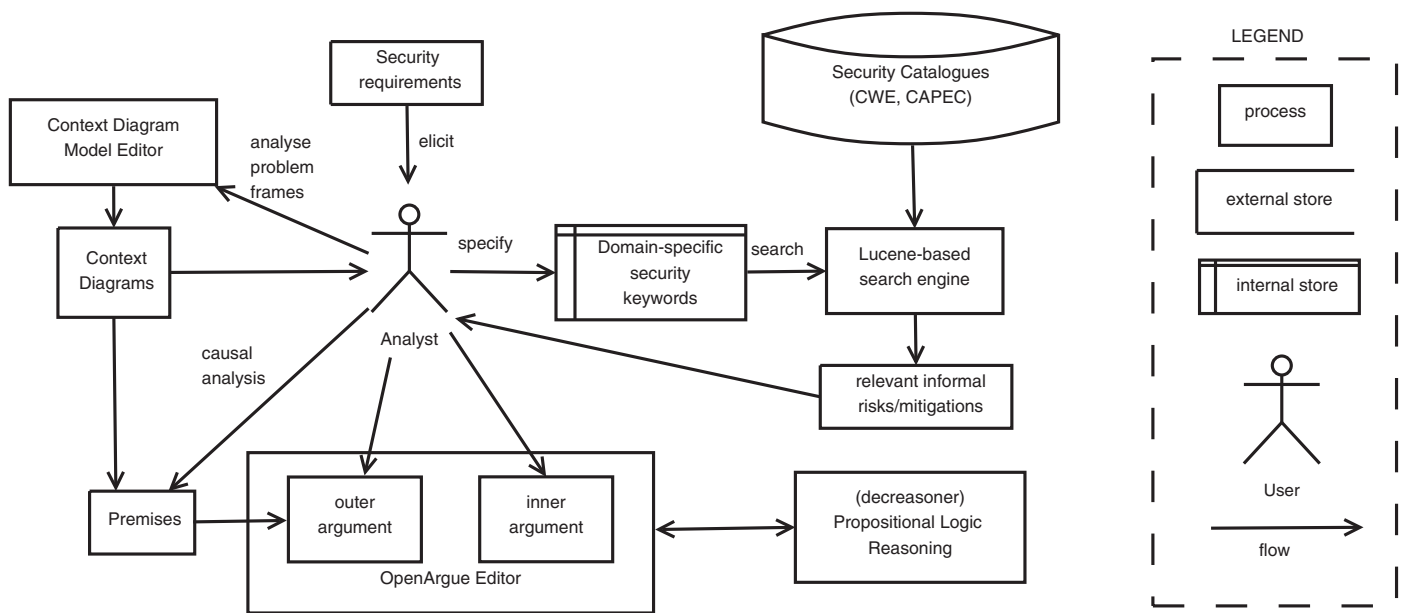 Security
requirements
Security Catalogues
(CWE, CAPEC)
LEGEND
process
Context Diagram
Model Editor
analyse
problem
frames
elicit
external store
Context
Diagrams
specify
Domain-specific
security
keywords
search
Lucene-based
search engine
internal store
Analyst
causal
analysis
relevant informal
risks/mitigations
User
Premises
outer
argument
inner
argument
OpenArgue Editor
(decreasoner)
Propositional Logic
Reasoning
flow